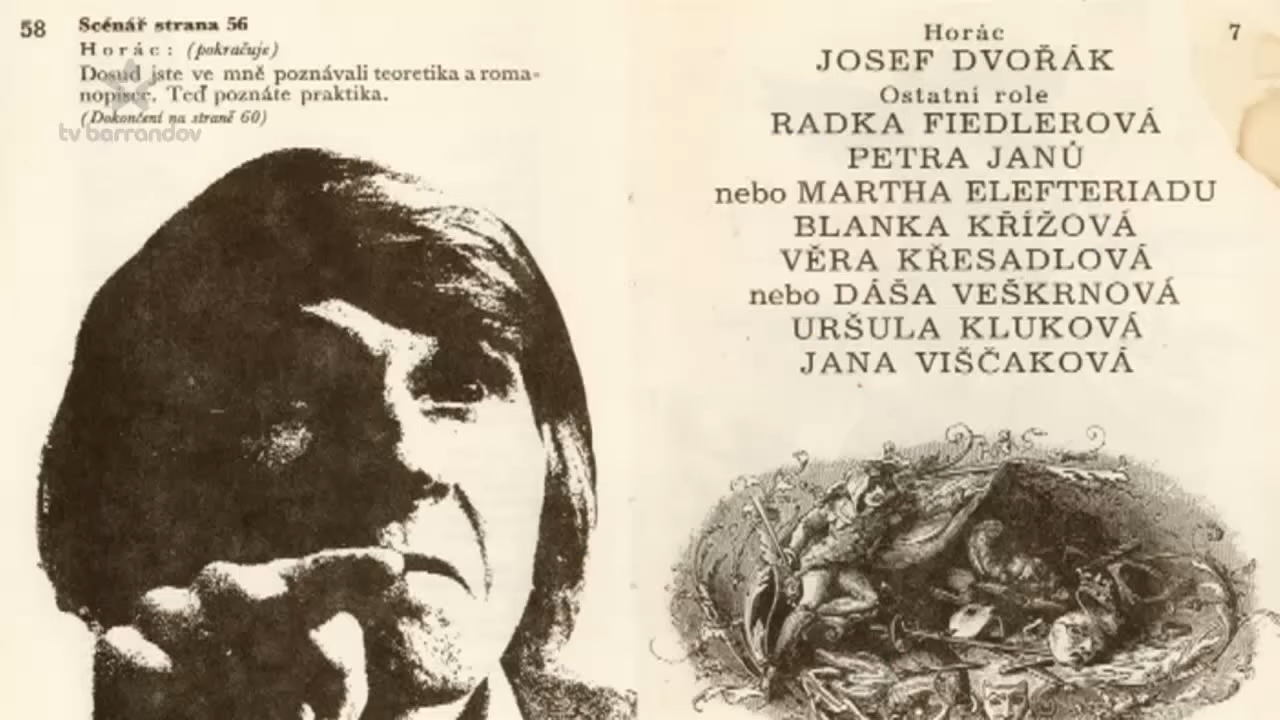 58
Scénář strana 56
Horác: (pokračuje)
Dosud jste ve mně poznávali teoretika a roma-
nopisce. Teď poznáte praktika.
(Dokončení na straně 60)
tv barrandov
7
Horác
JOSEF DVOŘÁK
Ostatní role
RADKA FIEDLEROVÁ
PETRA JANŮ
nebo MARTHA ELEFTERIADU
BLANKA KŘÍŽOVÁ
VĚRA KŘESADLOVÁ
nebo DÁŠA VEŠKRNOVÁ
URŠULA KLUKOVÁ
JANA VIŠČAKOVÁ